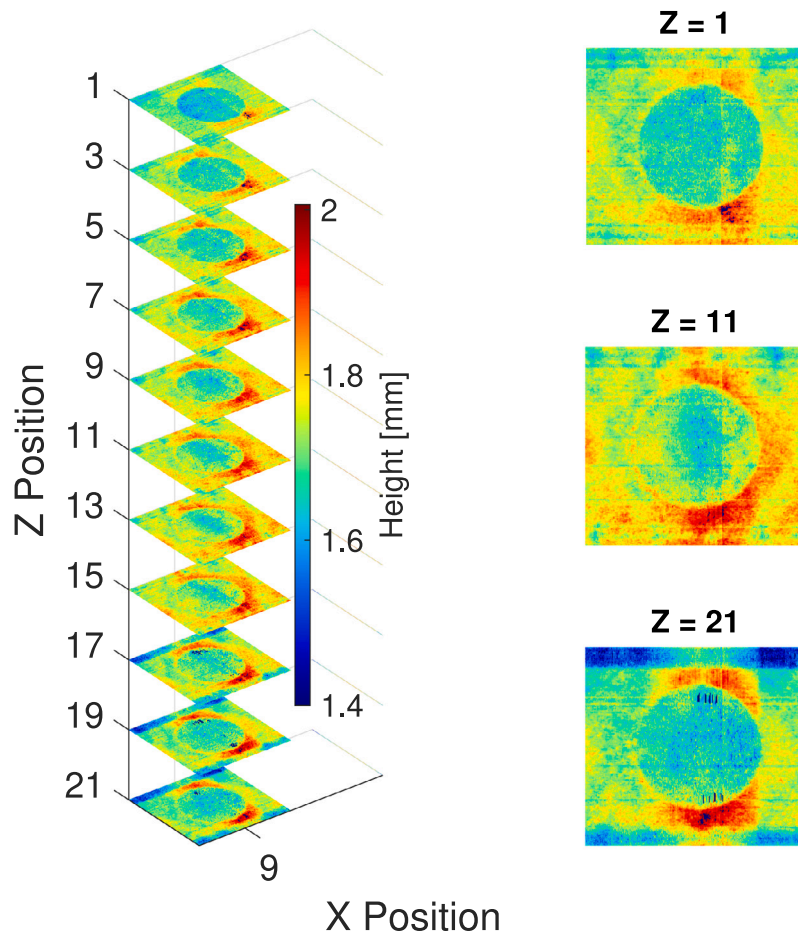 Z = 1
1
3
5
7
9
11
13
15
17
19
21
Z Position
2
1.8
1.6
1.4
Height [mm]
9
X Position
Z = 11
Z = 21